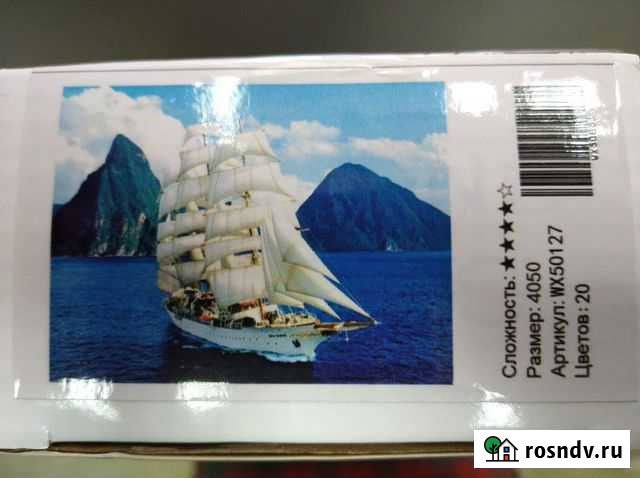 Сложность: ★★★★☆
Размер: 4050
Артикул: WX50127
Цветов: 20
rosndv.ru